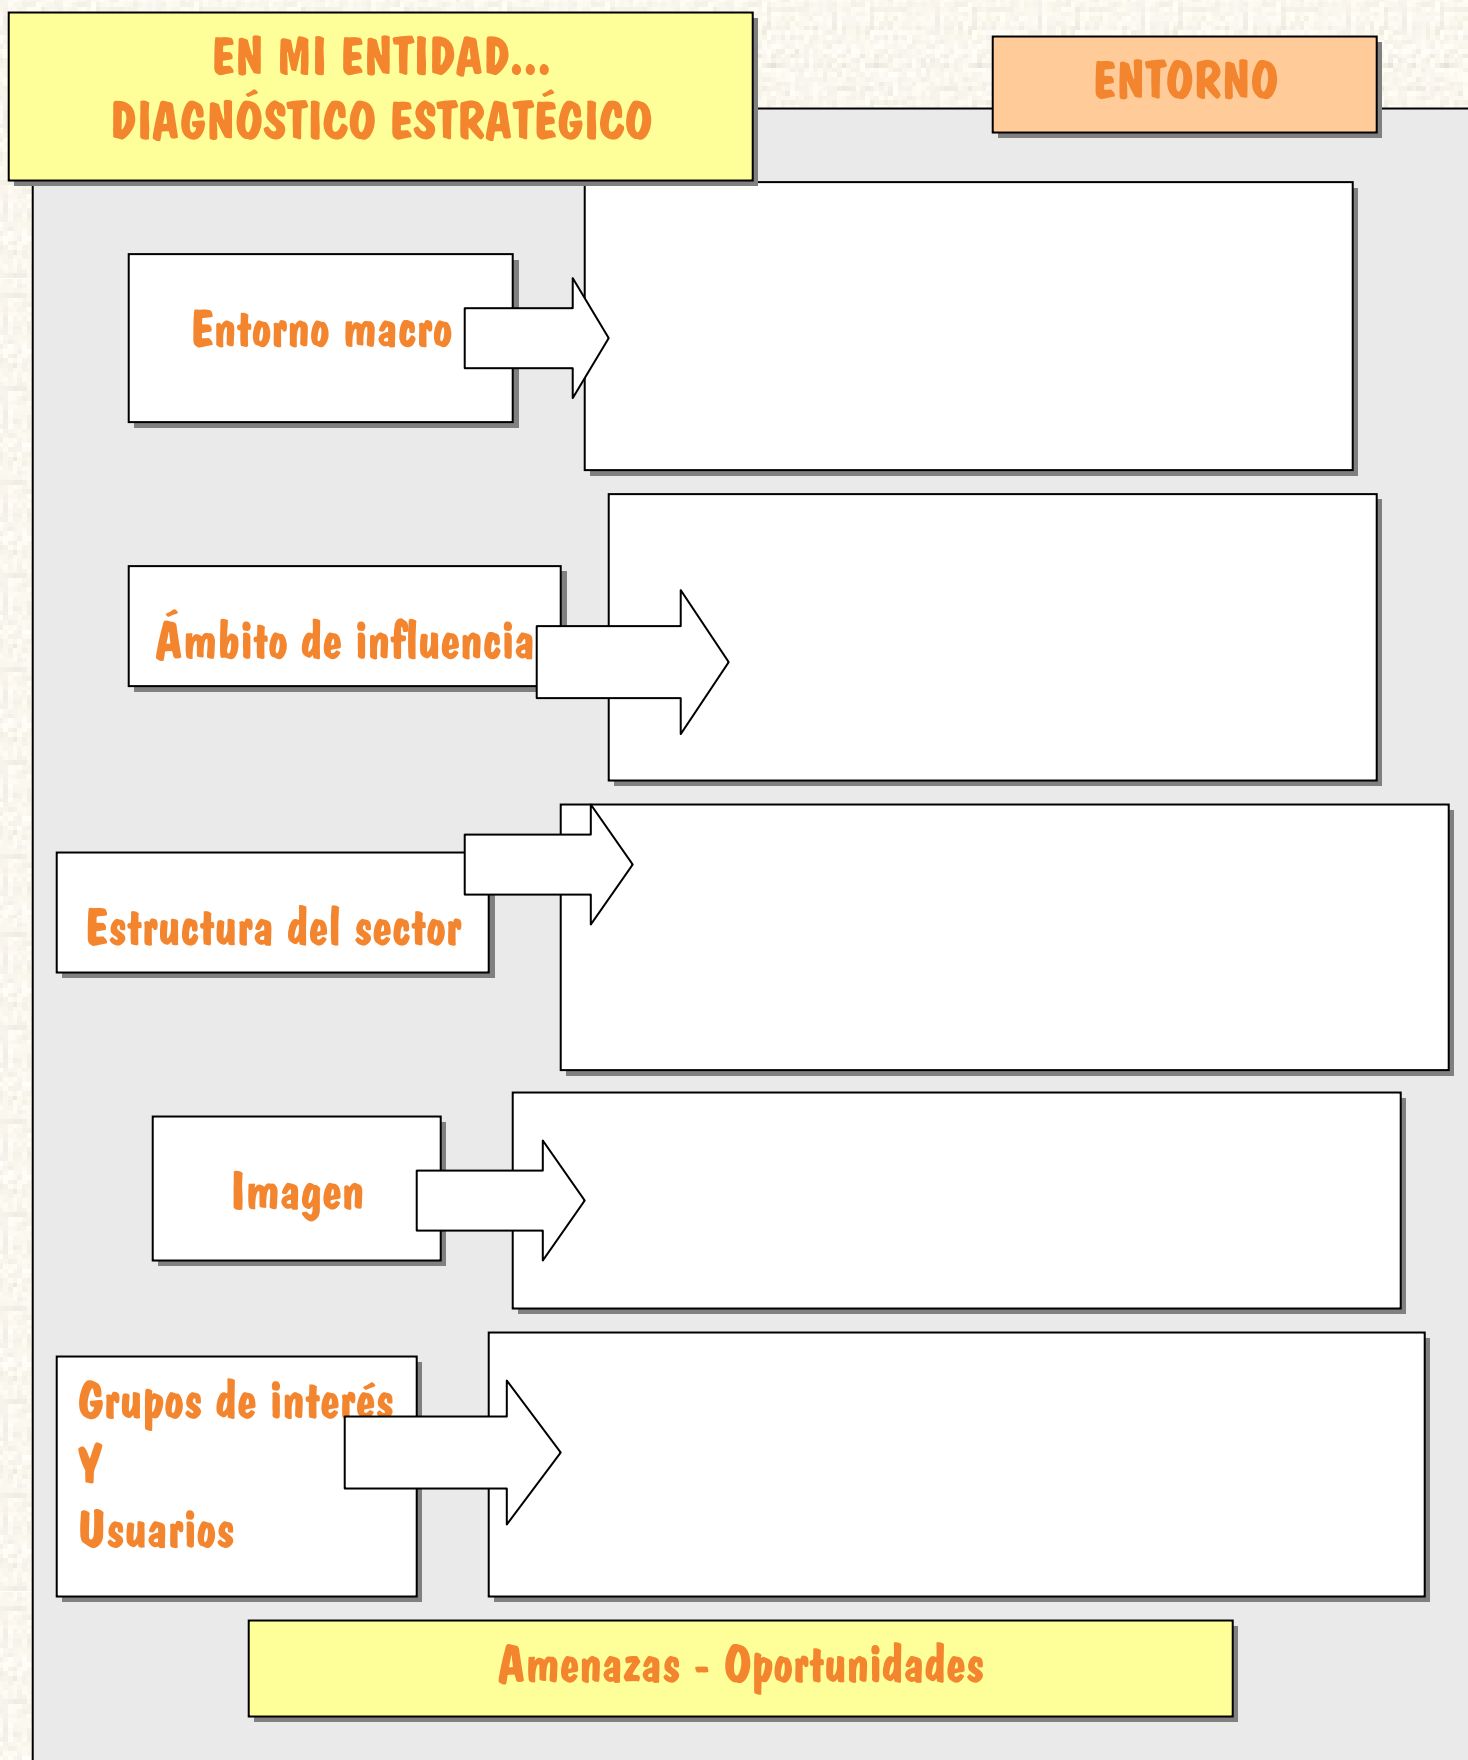 EN MI ENTIDAD...
DIAGNÓSTICO ESTRATÉGICO
ENTORNO
Entorno macro
Ámbito de influencia
Estructura del sector
Imagen
Grupos de interés
Y
Usuarios
Amenazas - Oportunidades